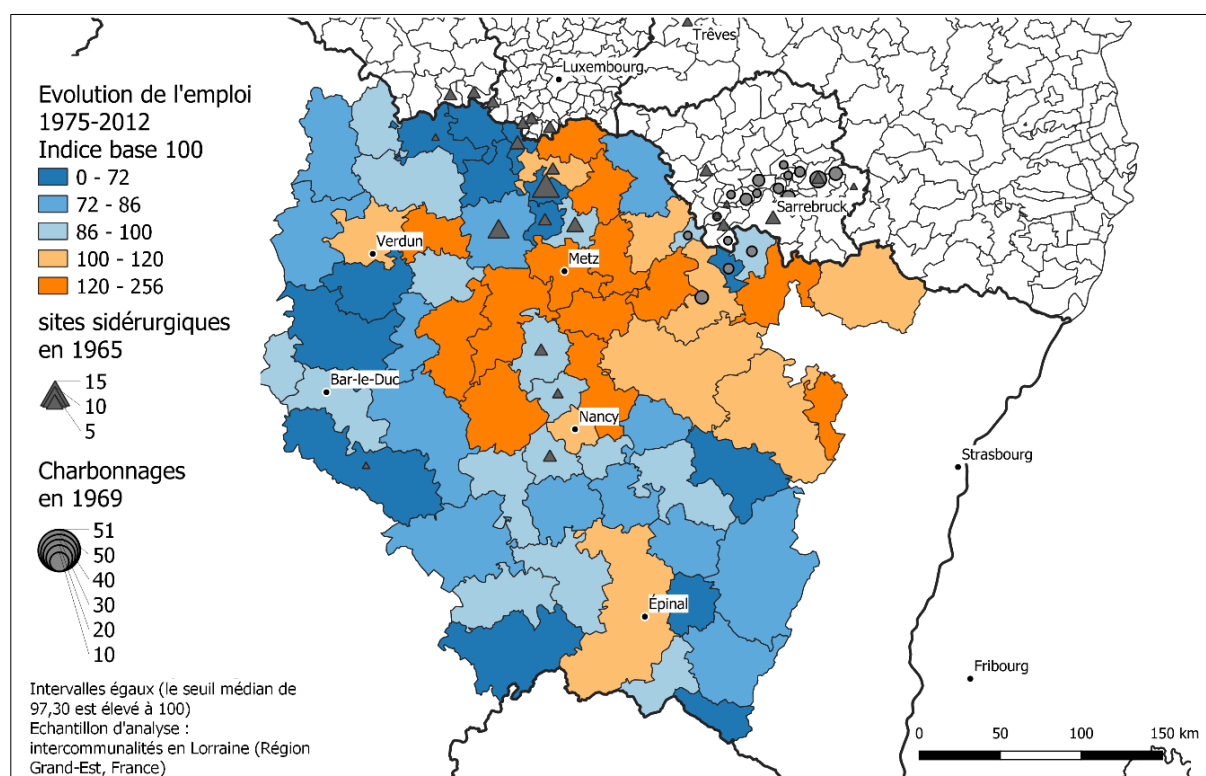 Evolution de l'emploi
1975-2012
Indice base 100
0 - 72
72 - 86
86 - 100
100 - 120
120 - 256
sites sidérurgiques
en 1965
15
10
5
Charbonnages
en 1969
51
50
40
30
20
10
Intervalles égaux (le seuil médian de
97,30 est élevé à 100)
Echantillon d'analyse :
intercommunalités en Lorraine (Région
Grand-Est, France)
Trêves
Luxembourg
Sarrebruck
Verdun
Metz
Bar-le-Duc
Nancy
Strasbourg
Épinal
Fribourg
0 50 100 150 km